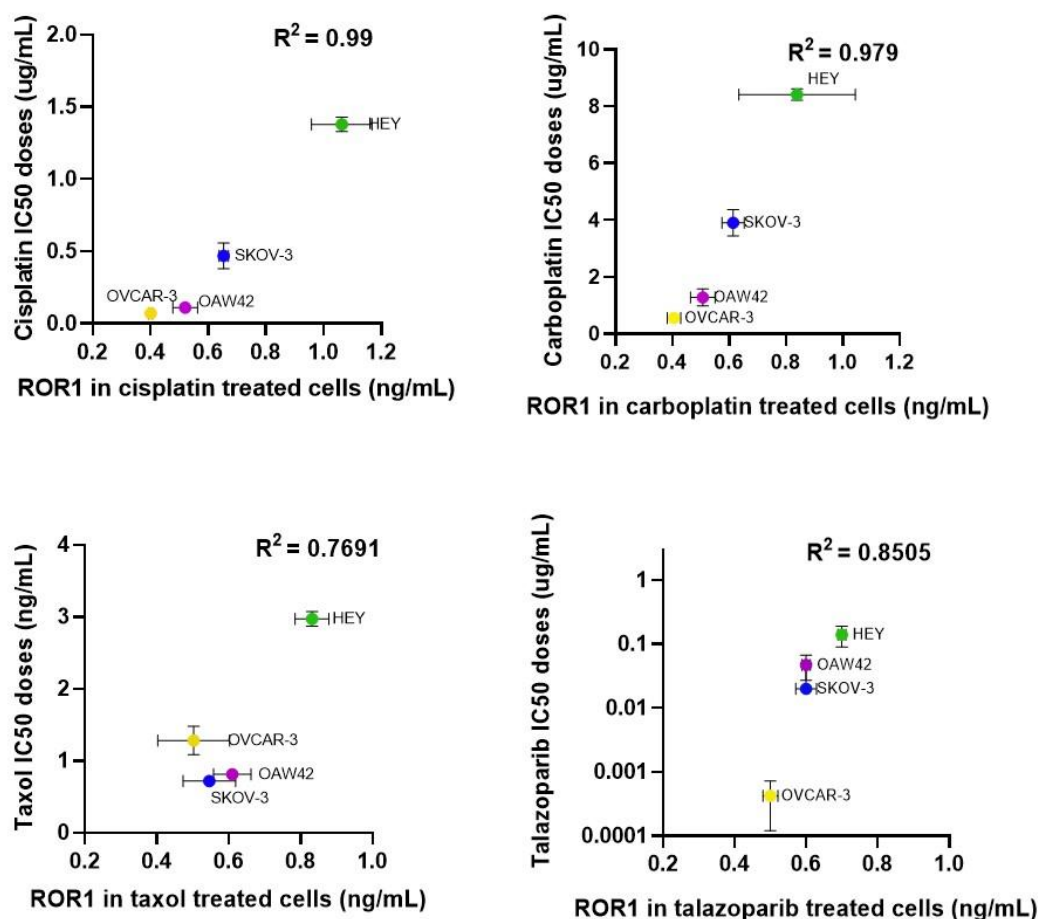 R² = 0.99
Cisplatin IC50 doses (ug/mL)
2.0
1.5
1.0
0.5
0.0
HEY
SKOV-3
OVCAR-3
OAW42
0.2 0.4 0.6 0.8 1.0 1.2
ROR1 in cisplatin treated cells (ng/mL)
R² = 0.979
Carboplatin IC50 doses (ug/mL)
10
8
6
4
2
0
HEY
SKOV-3
OAW42
OVCAR-3
0.2 0.4 0.6 0.8 1.0 1.2
ROR1 in carboplatin treated cells (ng/mL)
R² = 0.7691
Taxol IC50 doses (ng/mL)
4
3
2
1
0
HEY
OVCAR-3
OAW42
SKOV-3
0.2 0.4 0.6 0.8 1.0
ROR1 in taxol treated cells (ng/mL)
R² = 0.8505
Talazoparib IC50 doses (ug/mL)
1
0.1
0.01
0.001
0.0001
HEY
OAW42
SKOV-3
OVCAR-3
0.2 0.4 0.6 0.8 1.0
ROR1 in talazoparib treated cells (ng/mL)